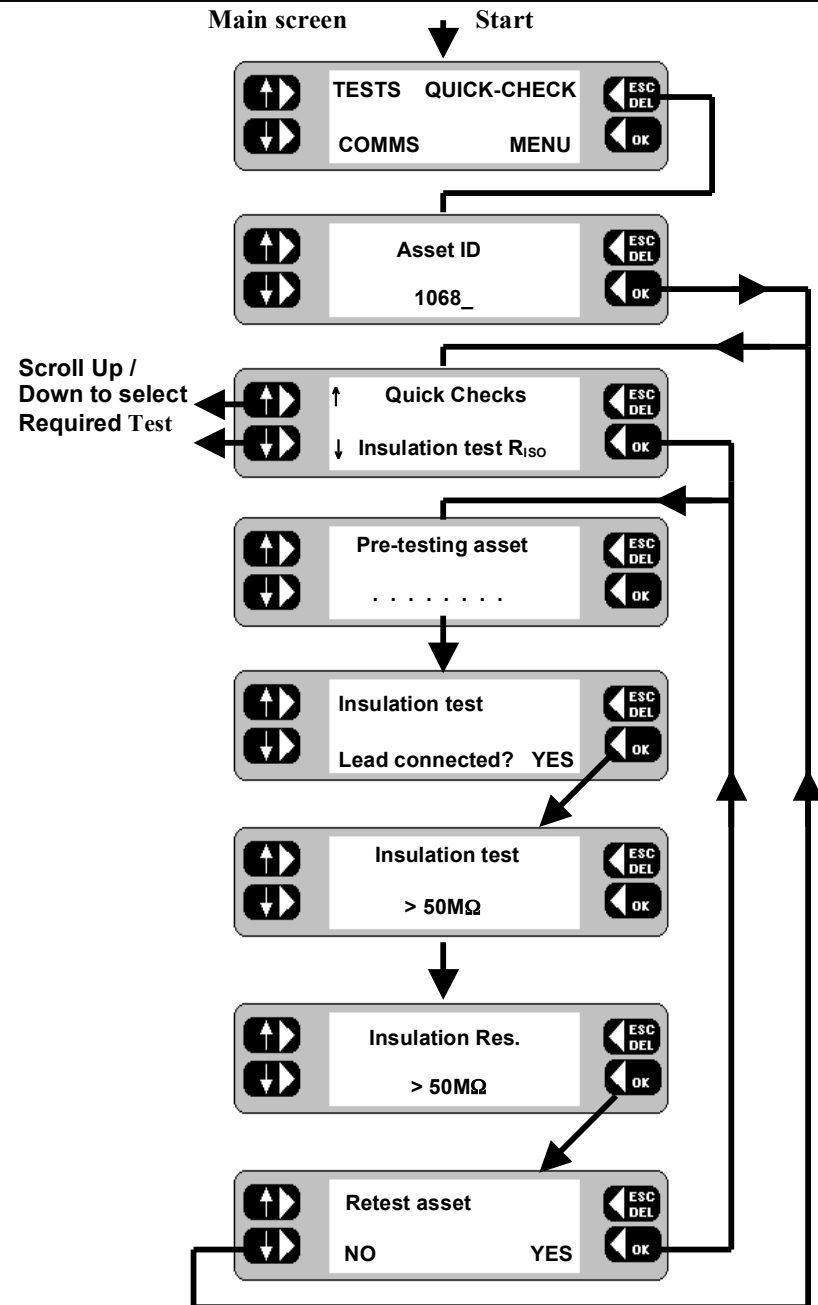 Main screen Start
TESTS QUICK-CHECK ESC DEL
COMMS MENU OK
Asset ID ESC DEL
1068_ OK
Scroll Up /
Down to select
Required Test
↑ Quick Checks ESC DEL
↓ Insulation test RISO OK
Pre-testing asset ESC DEL
. . . . . . . . OK
Insulation test ESC DEL
Lead connected? YES OK
Insulation test ESC DEL
> 50MΩ OK
Insulation Res. ESC DEL
> 50MΩ OK
Retest asset ESC DEL
NO YES OK